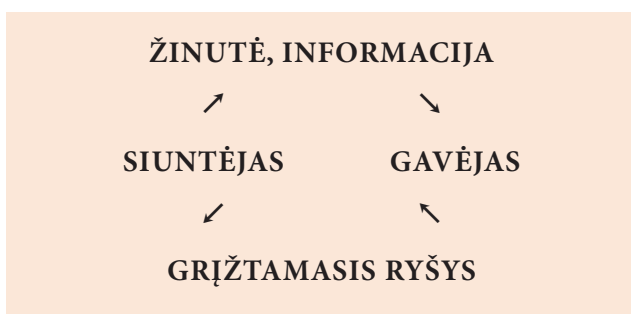 ŽINUTĖ, INFORMACIJA
↗ ↘
SIUNTĖJAS GAVĖJAS
↙ ↖
GRĮŽTAMASIS RYŠYS